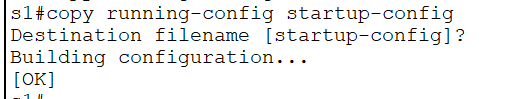 s1#copy running-config startup-config
Destination filename [startup-config]?
Building configuration...
[OK]